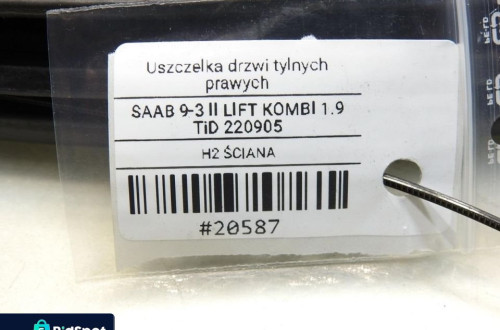 Uszczelka drzwi tylnych
prawych
SAAB 9-3 II LIFT KOMBI 1.9
TiD 220905
H2 ŚCIANA
#20587